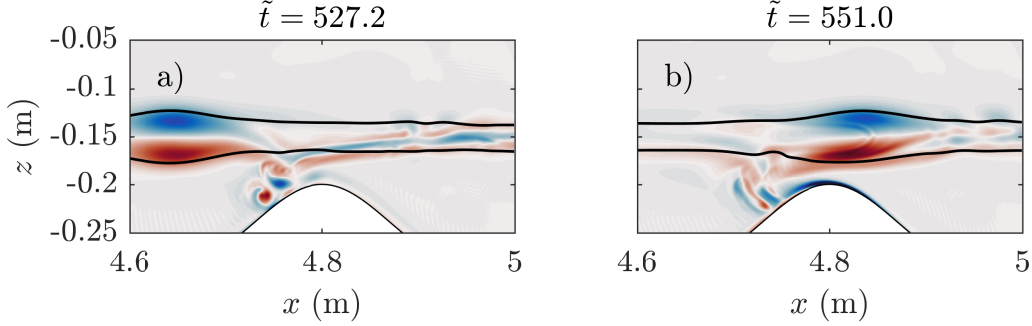 t̃ = 527.2
t̃ = 551.0
a)
b)
z (m)
-0.05
-0.1
-0.15
-0.2
-0.25
4.6 4.8 5
4.6 4.8 5
x (m)
x (m)